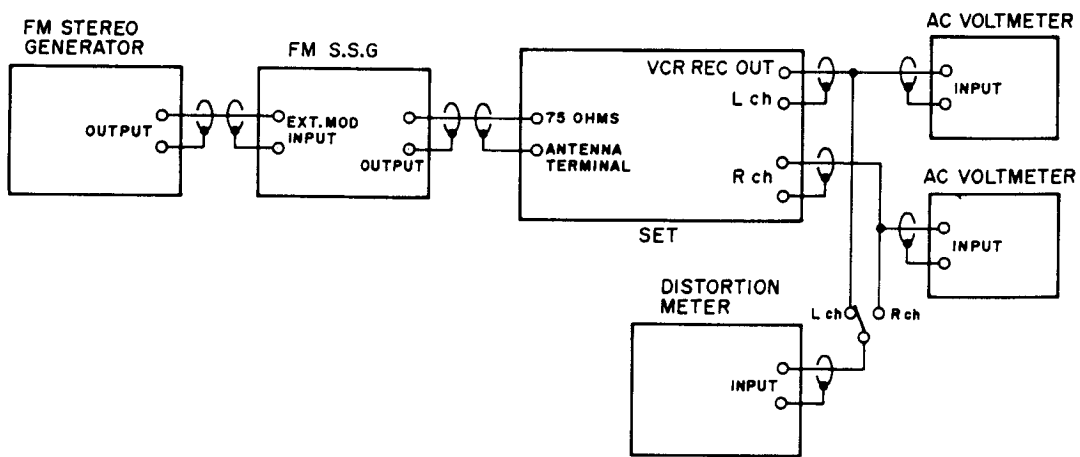 FM STEREO
GENERATOR
OUTPUT
FM S.S.G
EXT.MOD
INPUT
OUTPUT
75 OHMS
ANTENNA
TERMINAL
VCR REC OUT
L ch
R ch
SET
AC VOLTMETER
INPUT
AC VOLTMETER
INPUT
DISTORTION
METER
L ch
R ch
INPUT